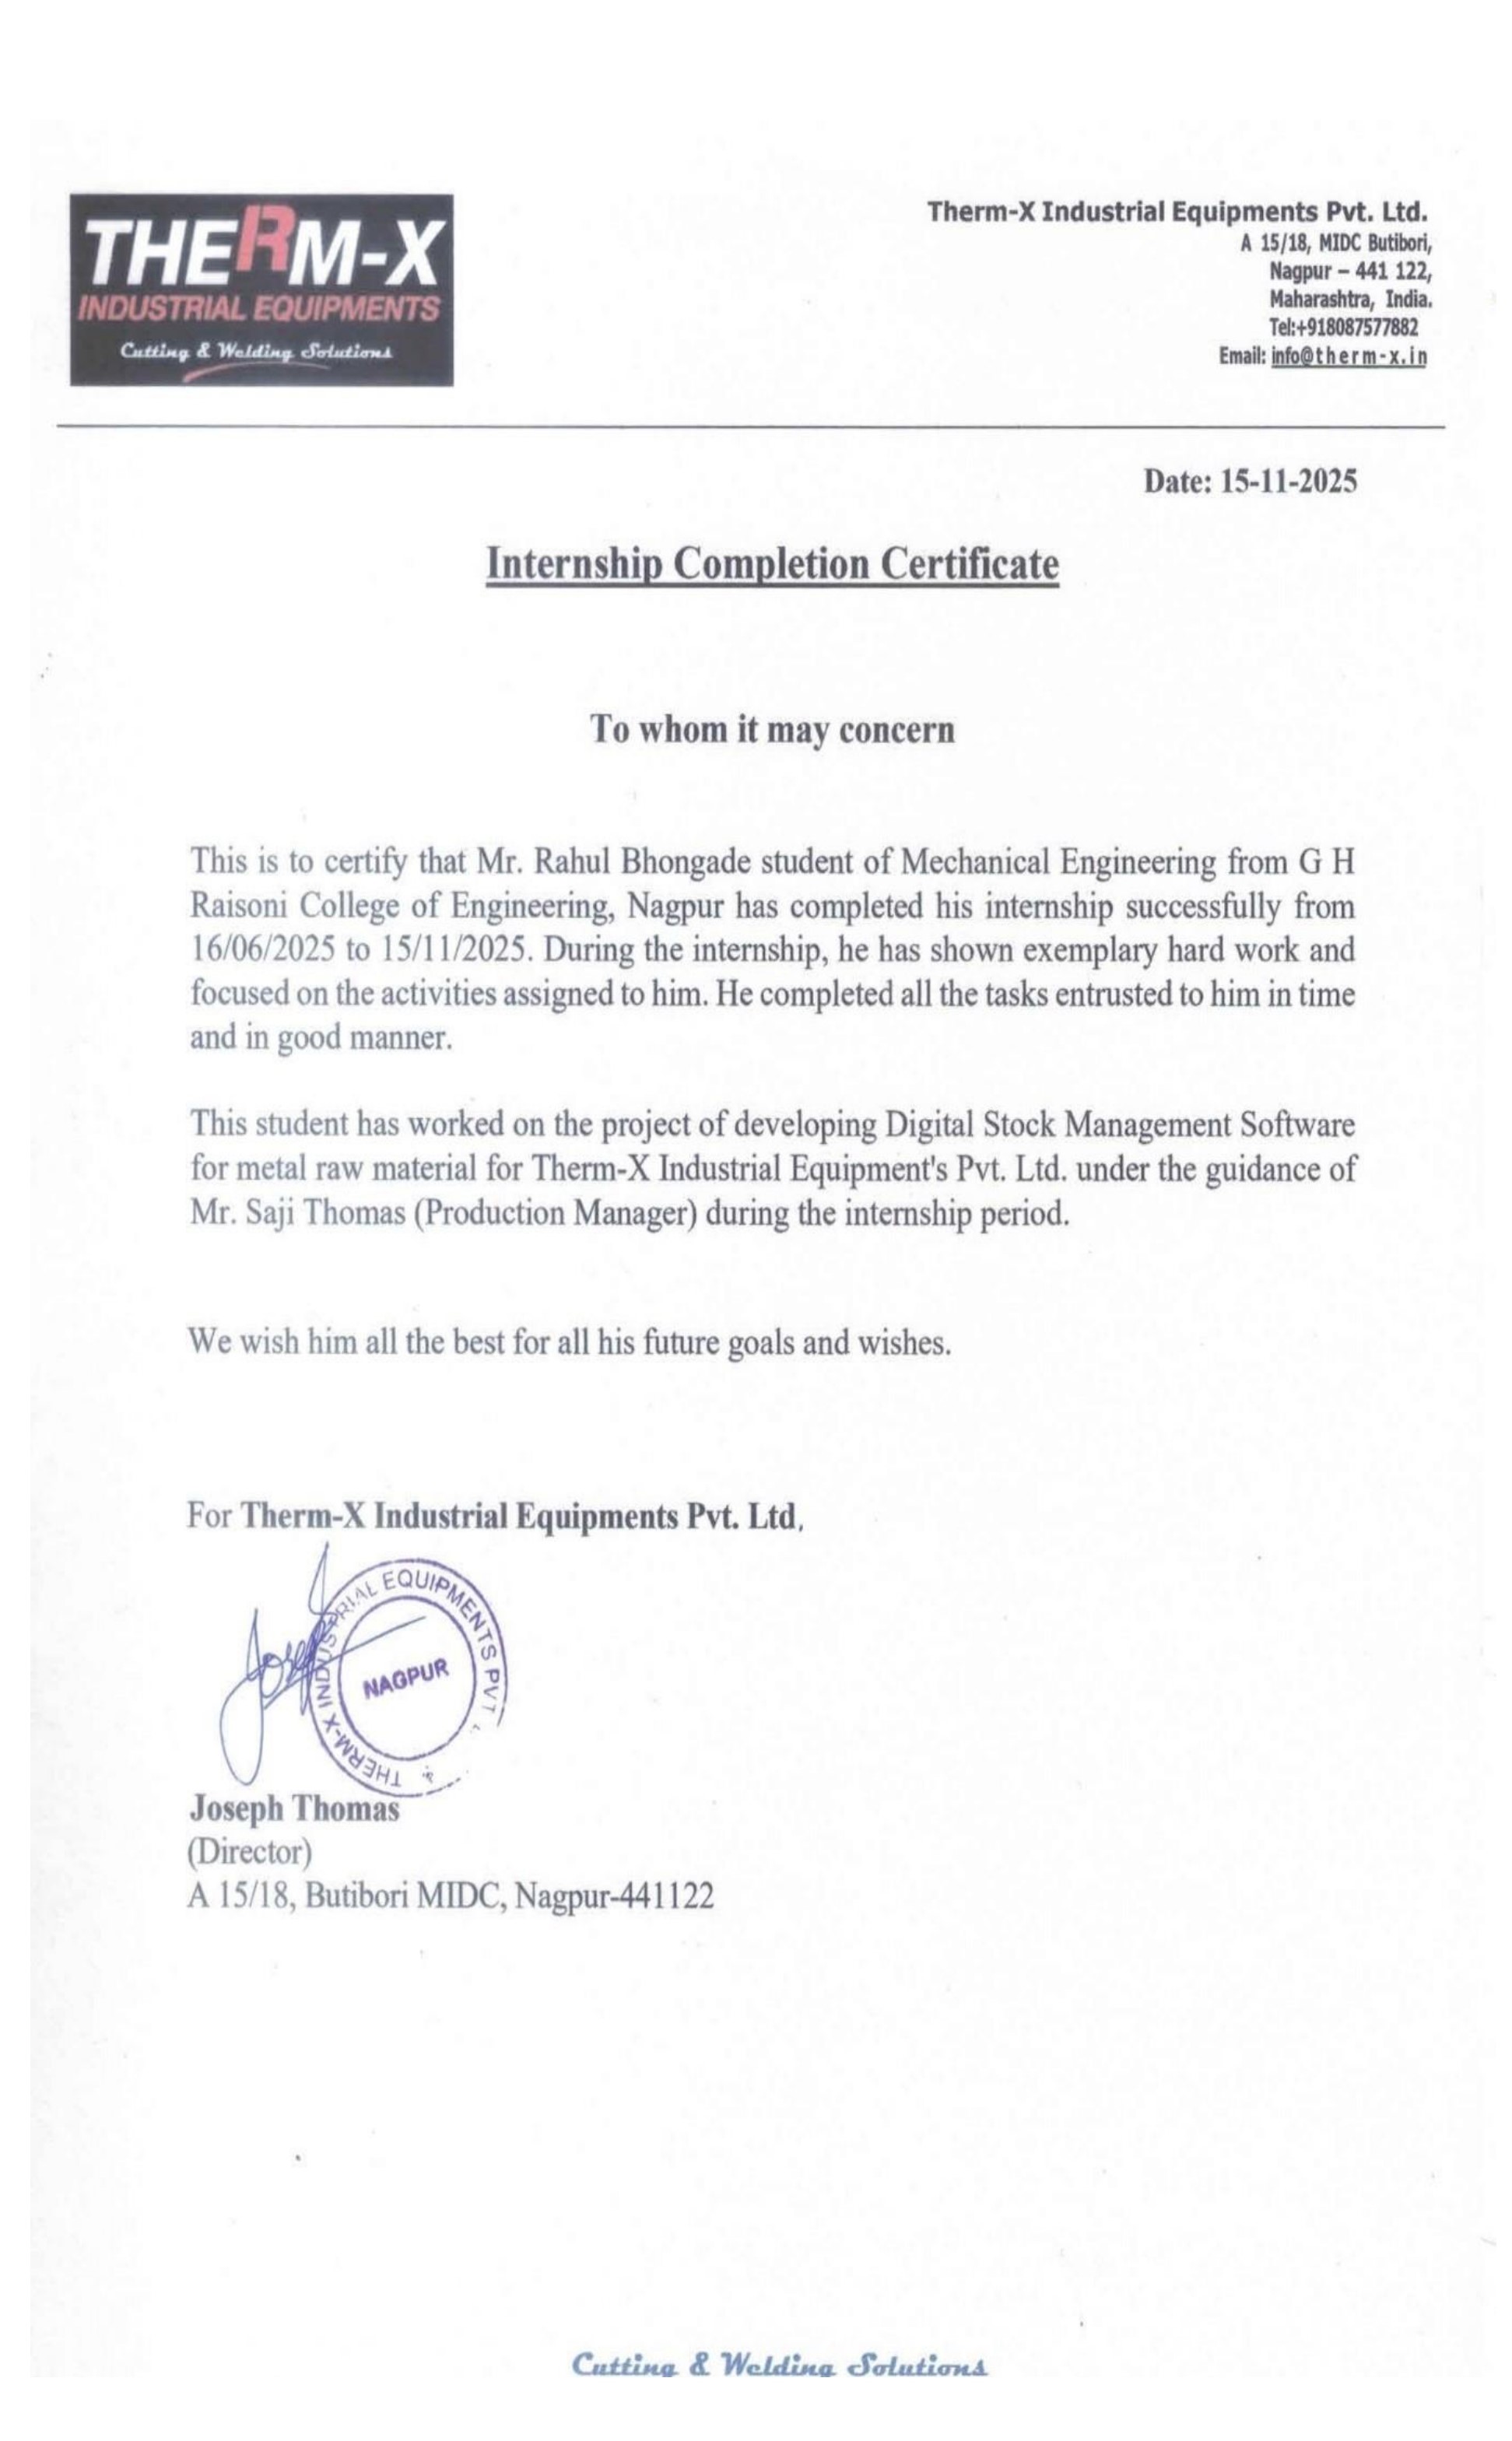 THERM-X
INDUSTRIAL EQUIPMENTS
Cutting & Welding Solutions
Therm-X Industrial Equipments Pvt. Ltd.
A 15/18, MIDC Butibori,
Nagpur – 441 122,
Maharashtra, India.
Tel:+918087577882
Email: info@therm-x.in
Date: 15-11-2025
Internship Completion Certificate
To whom it may concern
This is to certify that Mr. Rahul Bhongade student of Mechanical Engineering from G H
Raisoni College of Engineering, Nagpur has completed his internship successfully from
16/06/2025 to 15/11/2025. During the internship, he has shown exemplary hard work and
focused on the activities assigned to him. He completed all the tasks entrusted to him in time
and in good manner.
This student has worked on the project of developing Digital Stock Management Software
for metal raw material for Therm-X Industrial Equipment's Pvt. Ltd. under the guidance of
Mr. Saji Thomas (Production Manager) during the internship period.
We wish him all the best for all his future goals and wishes.
For Therm-X Industrial Equipments Pvt. Ltd.
THERM-X INDUSTRIAL EQUIPMENTS PVT
NAGPUR
Joseph Thomas
(Director)
A 15/18, Butibori MIDC, Nagpur-441122
Cutting & Welding Solutions